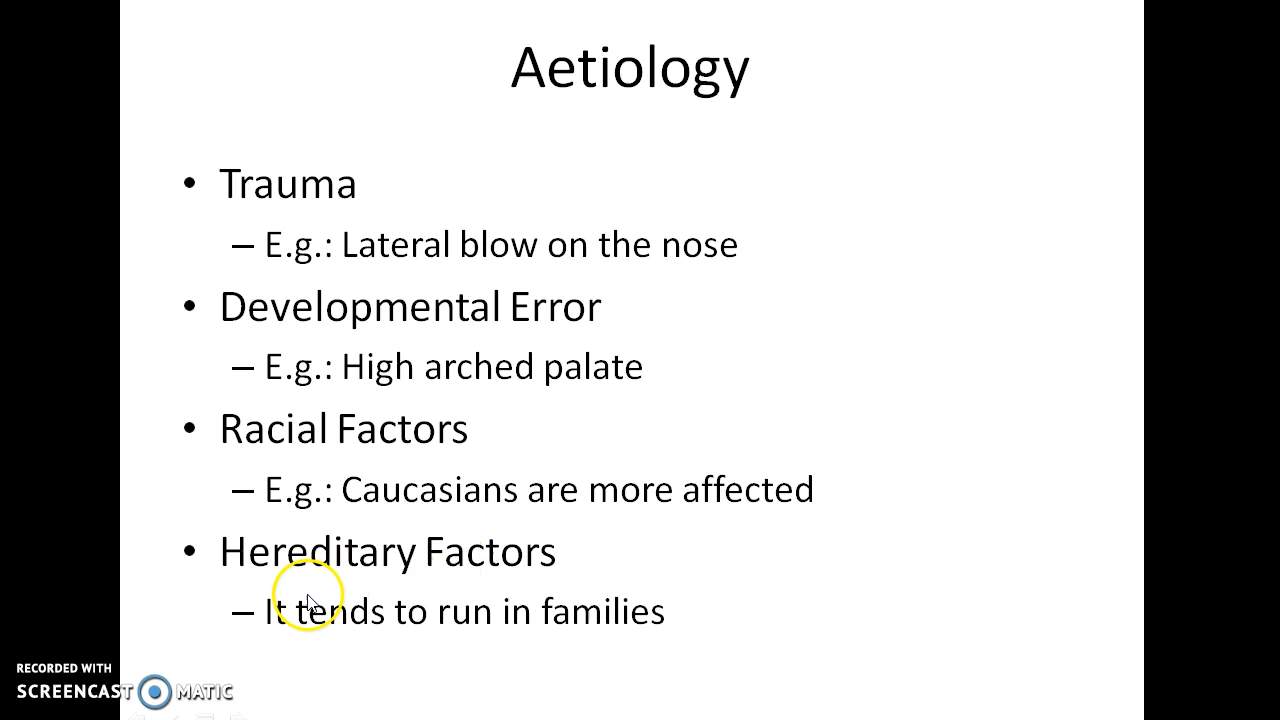 Aetiology
• Trauma
– E.g.: Lateral blow on the nose
• Developmental Error
– E.g.: High arched palate
• Racial Factors
– E.g.: Caucasians are more affected
• Hereditary Factors
– It tends to run in families
RECORDED WITH
SCREENCAST MATIC